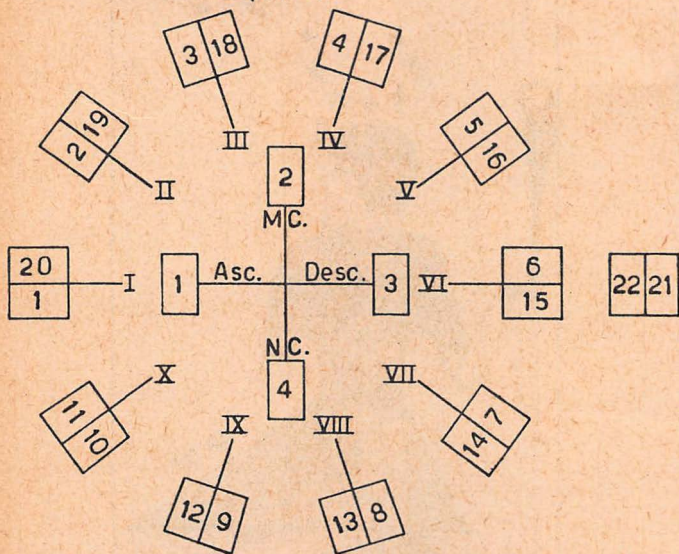 3 18
4 17
III
IV
2 19
5 16
II
2
V
M.C.
20
1
I
1
Asc.
Desc.
3
VI
6
15
22 21
N.C.
X
4
VII
11 10
IX
VIII
14 7
12 9
13 8